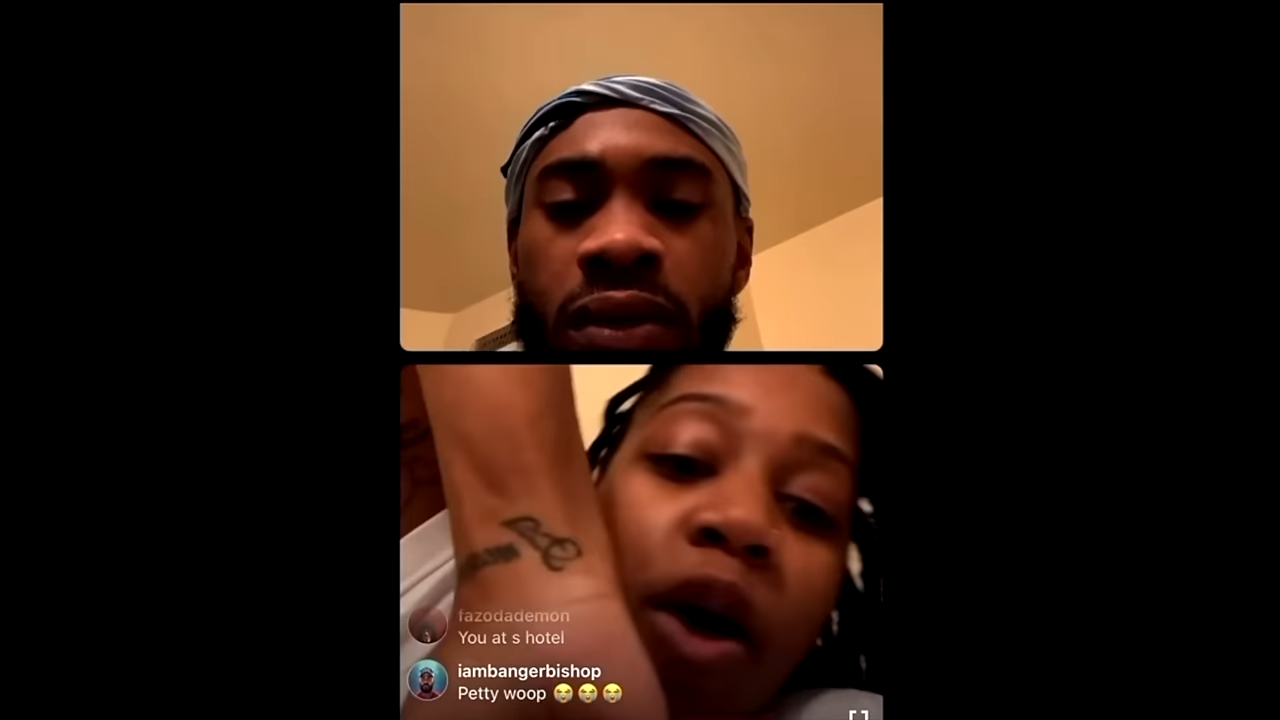 fazodademon
You at s hotel
iambangerbishop
Petty woop 😭😭😭